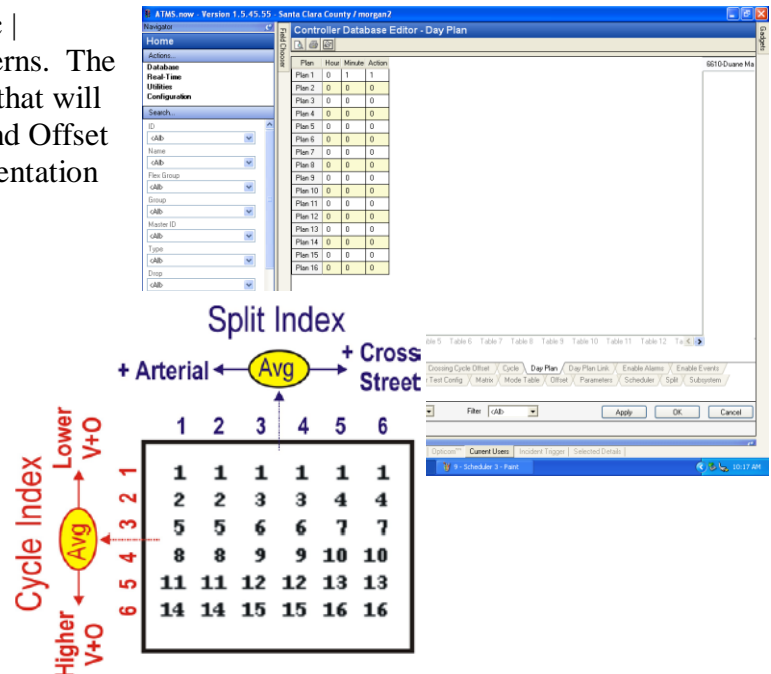 c |
erns. The
that will
nd Offset
entation
ATMS.now - Version 1.5.45.55 - Santa Clara County / morgan2
Navigator
Home
Actions...
Database
Real-Time
Utilities
Configuration
Search...
ID
<All>
Name
<All>
Flex Group
<All>
Group
<All>
Master ID
<All>
Type
<All>
Drop
<All>
Field Chooser
Gadgets
Controller Database Editor - Day Plan
Plan Hour Minute Action
Plan 1 0 1 1
Plan 2 0 0 0
Plan 3 0 0 0
Plan 4 0 0 0
Plan 5 0 0 0
Plan 6 0 0 0
Plan 7 0 0 0
Plan 8 0 0 0
Plan 9 0 0 0
Plan 10 0 0 0
Plan 11 0 0 0
Plan 12 0 0 0
Plan 13 0 0 0
Plan 14 0 0 0
Plan 15 0 0 0
Plan 16 0 0 0
6610-Duane Ma
ble 5 Table 6 Table 7 Table 8 Table 9 Table 10 Table 11 Table 12 Ta
Crossing Cycle Offset Cycle Day Plan Day Plan Link Enable Alarms Enable Events
r Test Config Matrix Mode Table Offset Parameters Scheduler Split Subsystem
Filter <All> Apply OK Cancel
Opticom Current Users Incident Trigger Selected Details
9 - Scheduler 3 - Paint
10:17 AM
Split Index
+ Arterial Avg + Cross Street
1 2 3 4 5 6
Cycle Index
Lower V+O
Avg
Higher V+O
1 1 1 1 1 1 1
2 2 2 3 3 4 4
3 5 5 6 6 7 7
4 8 8 9 9 10 10
5 11 11 12 12 13 13
6 14 14 15 15 16 16